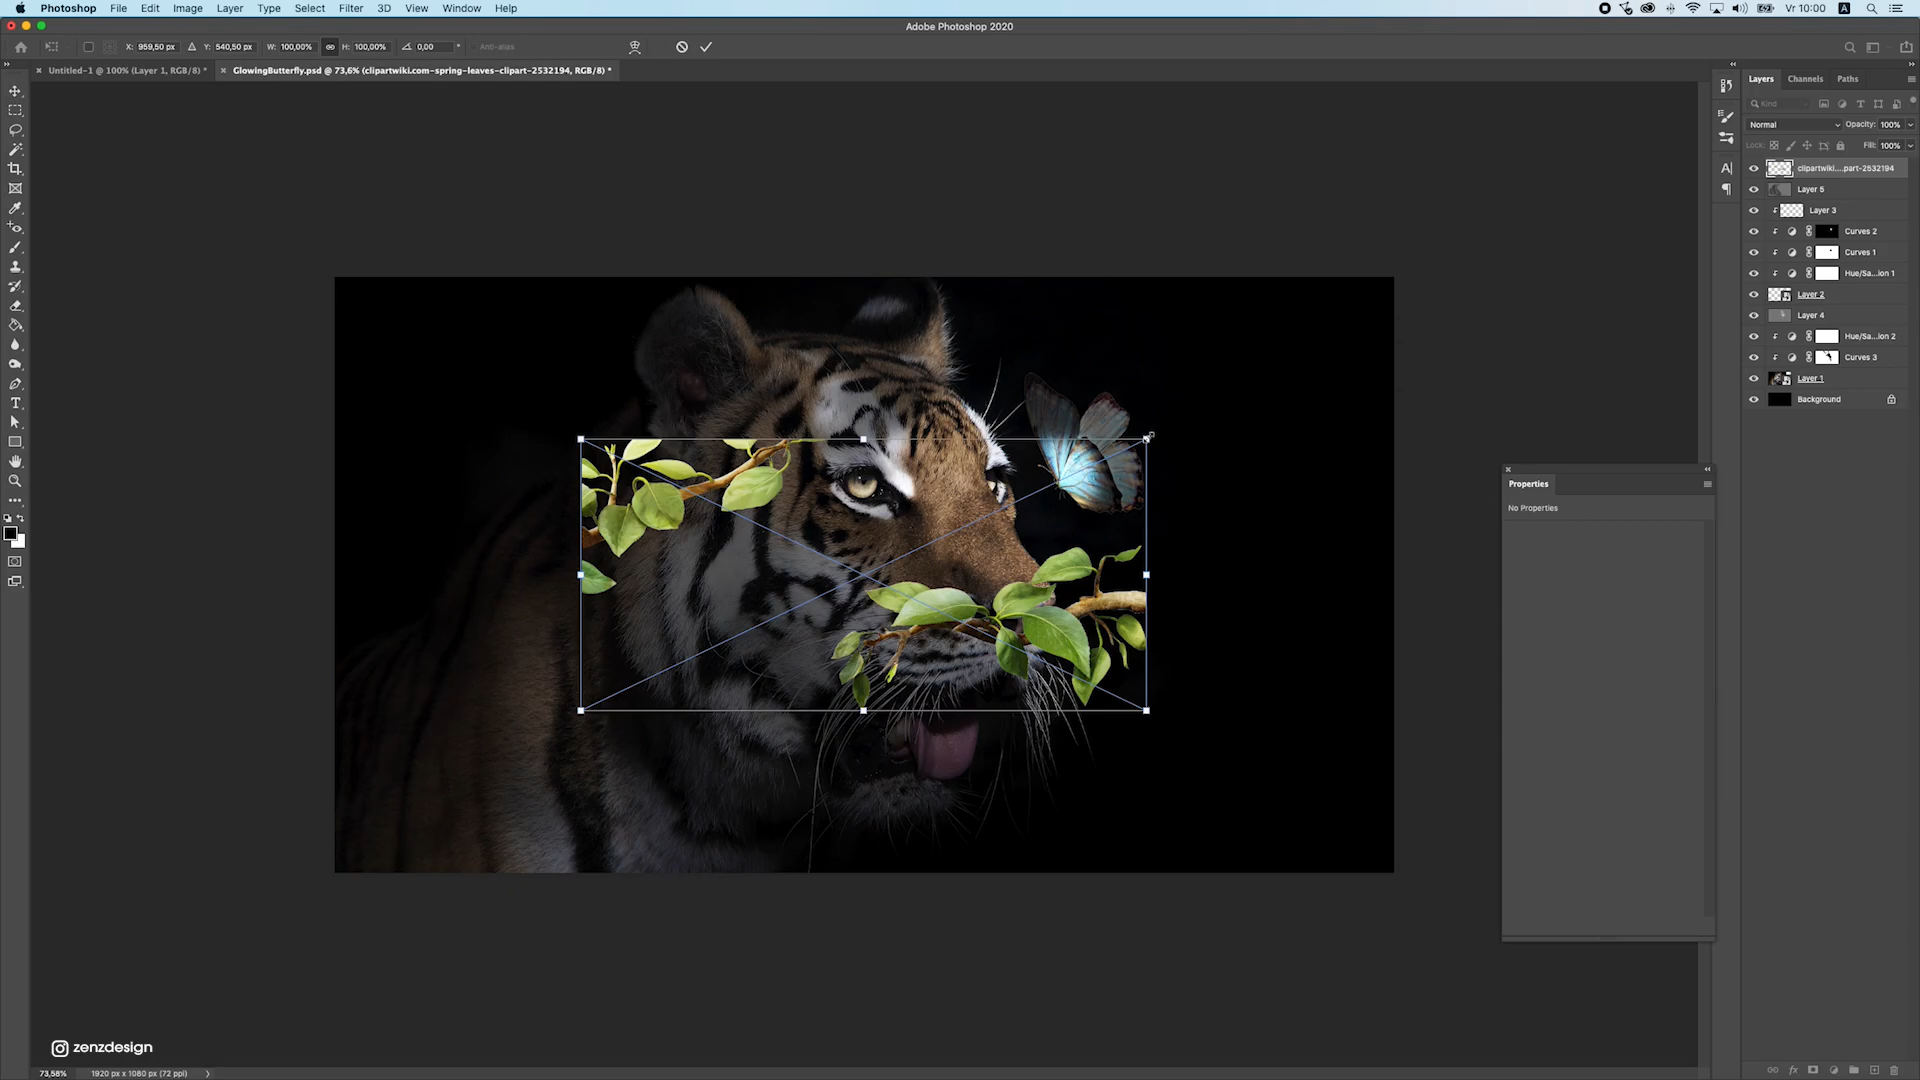 Photoshop File Edit Image Layer Type Select Filter 3D View Window Help Vr 10:00 A
Adobe Photoshop 2020
X: 959,50 px Y: 540,50 px W: 100,00% H: 100,00% 0,00 ° Anti-alias
Untitled-1 @ 100% (Layer 1, RGB/8) *
GlowingButterfly.psd @ 73,6% (clipartwiki.com-spring-leaves-clipart-2532194, RGB/8) *
Layers Channels Paths
Kind
Normal Opacity: 100%
Lock: Fill: 100%
clipartwiki....part-2532194
Layer 5
Layer 3
Curves 2
Curves 1
Hue/Sa...ion 1
Layer 2
Layer 4
Hue/Sa...ion 2
Curves 3
Layer 1
Background
Properties
No Properties
zenzdesign
73,58% 1920 px x 1080 px (72 ppi)